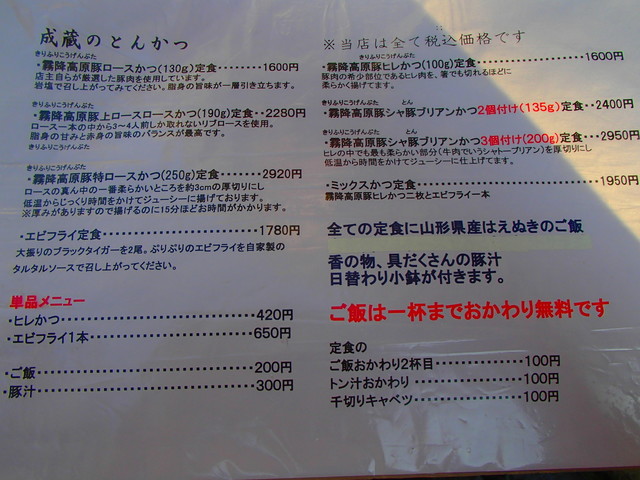 成蔵のとんかつ
きりふりこうげんぶた
・霧降高原豚ロースかつ(130g)定食‥‥‥‥1600円
店主自らが厳選した豚肉を使用しています。
岩塩で召し上がってみてください。脂身の旨味が一層引き立ちます。
きりふりこうげんぶた
・霧降高原豚上ロースロースかつ(190g)定食‥2280円
ロース一本の中から3~4人前しか取れないリブロースを使用。
脂身の甘みと赤身の旨味のバランスが最高です。
きりふりこうげんぶた
きりふりこうげんぶた
・霧降高原豚特ロースかつ(250g)定食‥‥‥2920円
ロースの真ん中の一番柔らかいところを約3cmの厚切りにし
低温からじっくり時間をかけてジューシーに揚げております。
※厚みがありますので揚げるのに15分ほどお時間がかかります。
・エビフライ定食‥‥‥‥‥‥‥‥‥‥‥1780円
大振りのブラックタイガーを2尾。ぷりぷりのエビフライを自家製の
タルタルソースで召し上がってください。
単品メニュー
・ヒレかつ‥‥‥‥‥‥‥‥‥‥‥‥‥420円
・エビフライ1本‥‥‥‥‥‥‥‥‥‥650円
・ご飯‥‥‥‥‥‥‥‥‥‥‥‥‥‥200円
・豚汁‥‥‥‥‥‥‥‥‥‥‥‥‥‥300円
※当店は全て税込価格です
きりふりこうげんぶた
・霧降高原豚ヒレかつ(100g)定食‥‥‥‥‥‥1600円
豚肉の希少部位であるヒレ肉を、箸でも切れるほどに
柔らかく揚げてます。
きりふりこうげんぶた とん
・霧降高原豚シャ豚ブリアンかつ2個付け(135g)定食‥‥2400円
きりふりこうげんぶた とん
・霧降高原豚シャ豚ブリアンかつ3個付け(200g)定食‥‥2950円
ヒレの中でも最も柔らかい部分(牛肉でいうシャトーブリアン)を厚切りにし
低温から時間をかけてジューシーに仕上げてます。
・ミックスかつ定食‥‥‥‥‥‥‥‥‥‥‥‥1950円
霧降高原豚ヒレかつ二枚とエビフライ一本
全ての定食に山形県産はえぬきのご飯
香の物、具だくさんの豚汁
日替わり小鉢が付きます。
ご飯は一杯までおかわり無料です
定食の
ご飯おかわり2杯目‥‥‥‥‥‥‥100円
トン汁おかわり‥‥‥‥‥‥‥‥‥100円
千切りキャベツ‥‥‥‥‥‥‥‥‥100円